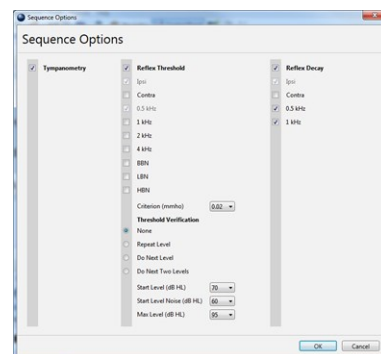 Sequence Options
Sequence Options
Tympanometry
Reflex Threshold
Ipsi
Contra
0.5 kHz
1 kHz
2 kHz
4 kHz
BBN
LBN
HBN
Criterion (mmho) 0.02
Threshold Verification
None
Repeat Level
Do Next Level
Do Next Two Levels
Start Level (dB HL) 70
Start Level Noise (dB HL) 60
Max Level (dB HL) 95
Reflex Decay
Ipsi
Contra
0.5 kHz
1 kHz
OK Cancel